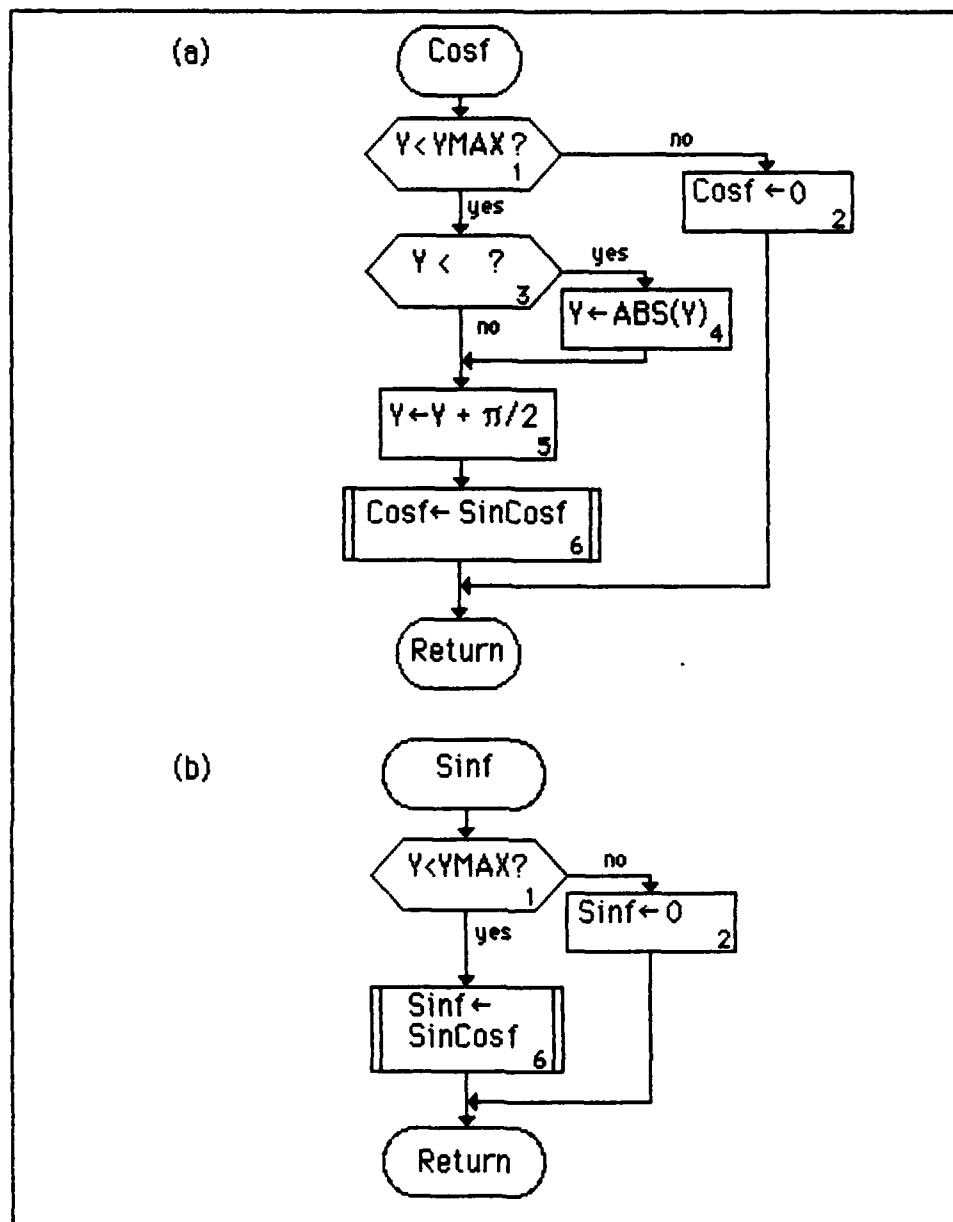 (a)
Cosf
Y<YMAX?
1
no
Cosf←0
2
yes
Y< ?
3
yes
Y←ABS(Y)
4
no
Y←Y + π/2
5
Cosf← SinCosf
6
Return
(b)
Sinf
Y<YMAX?
1
no
Sinf←0
2
yes
Sinf←
SinCosf
6
Return